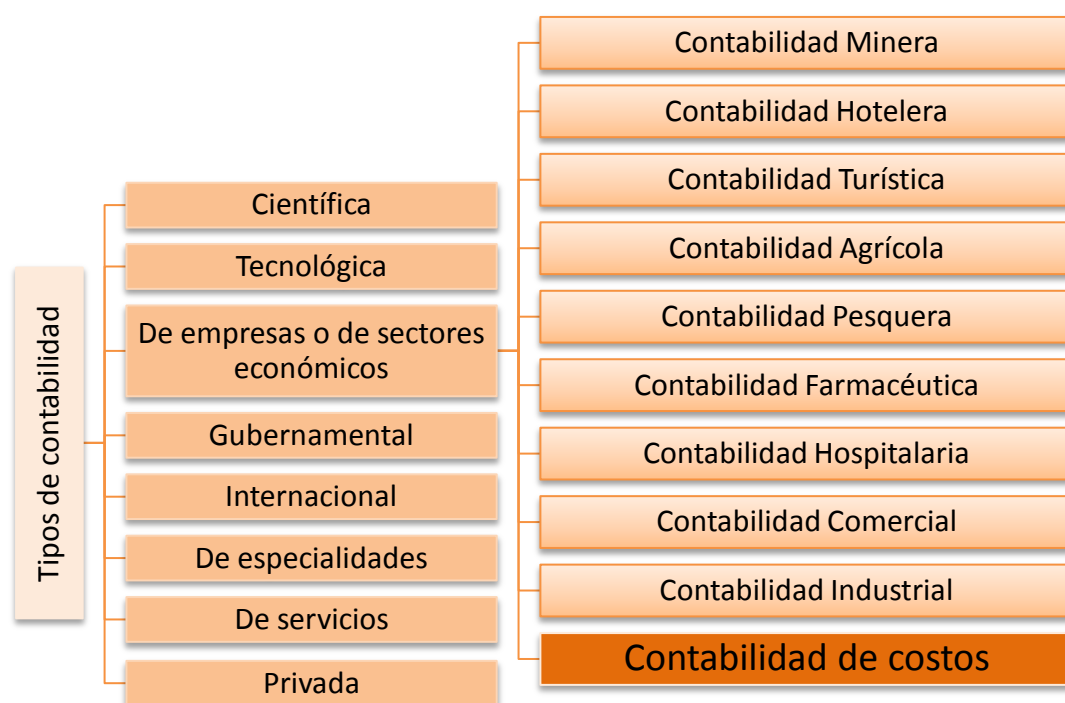 Tipos de contabilidad
Científica
Tecnológica
De empresas o de sectores
económicos
Gubernamental
Internacional
De especialidades
De servicios
Privada
Contabilidad Minera
Contabilidad Hotelera
Contabilidad Turística
Contabilidad Agrícola
Contabilidad Pesquera
Contabilidad Farmacéutica
Contabilidad Hospitalaria
Contabilidad Comercial
Contabilidad Industrial
Contabilidad de costos